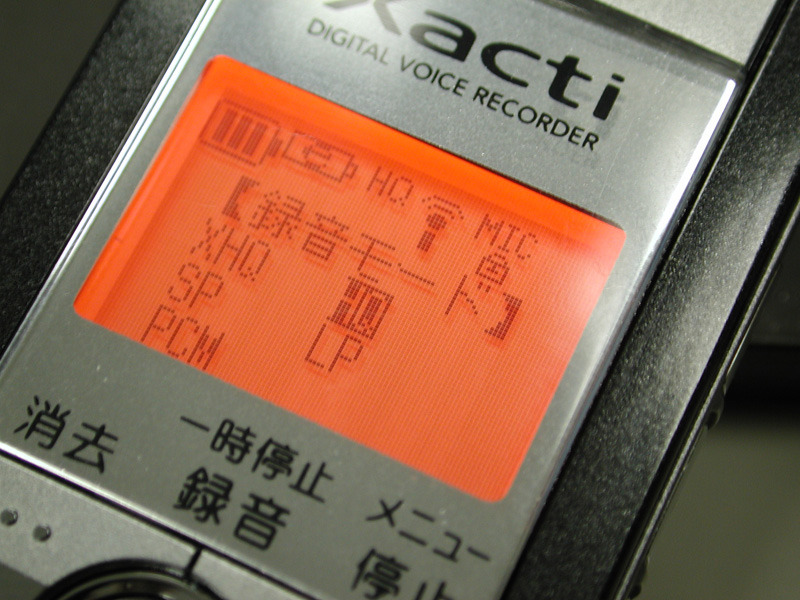 Xacti
DIGITAL VOICE RECORDER
HQ MIC
【録音モード】
XHQ HQ
SP LP
PCM
消去
一時停止
録音
メニュー
停止